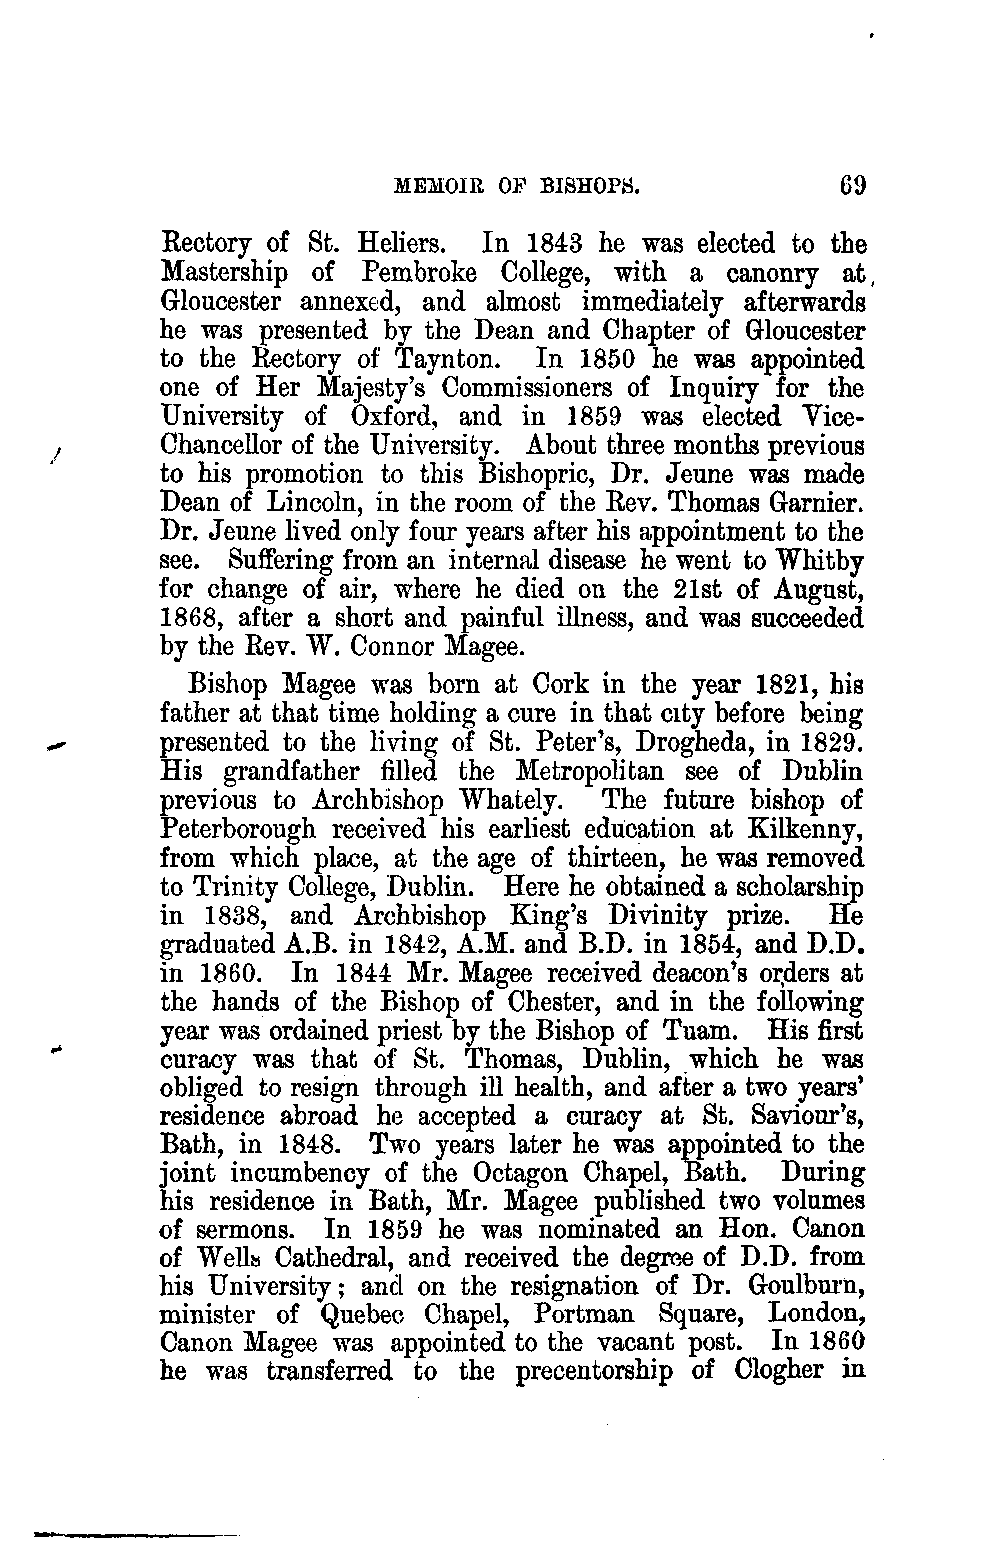 MEMOIR OF BISHOPS. 69
Rectory of St. Heliers. In 1843 he was elected to the
Mastership of Pembroke College, with a canonry at,
Gloucester annexed, and almost immediately afterwards
he was presented by the Dean and Chapter of Gloucester
to the Rectory of Taynton. In 1850 he was appointed
one of Her Majesty's Commissioners of Inquiry for the
University of Oxford, and in 1859 was elected Vice-
Chancellor of the University. About three months previous
to his promotion to this Bishopric, Dr. Jeune was made
Dean of Lincoln, in the room of the Rev. Thomas Garnier.
Dr. Jeune lived only four years after his appointment to the
see. Suffering from an internal disease he went to Whitby
for change of air, where he died on the 21st of August,
1868, after a short and painful illness, and was succeeded
by the Rev. W. Connor Magee.
Bishop Magee was born at Cork in the year 1821, his
father at that time holding a cure in that city before being
presented to the living of St. Peter's, Drogheda, in 1829.
His grandfather filled the Metropolitan see of Dublin
previous to Archbishop Whately. The future bishop of
Peterborough received his earliest education at Kilkenny,
from which place, at the age of thirteen, he was removed
to Trinity College, Dublin. Here he obtained a scholarship
in 1838, and Archbishop King's Divinity prize. He
graduated A.B. in 1842, A.M. and B.D. in 1854, and D.D.
in 1860. In 1844 Mr. Magee received deacon's orders at
the hands of the Bishop of Chester, and in the following
year was ordained priest by the Bishop of Tuam. His first
curacy was that of St. Thomas, Dublin, which he was
obliged to resign through ill health, and after a two years'
residence abroad he accepted a curacy at St. Saviour's,
Bath, in 1848. Two years later he was appointed to the
joint incumbency of the Octagon Chapel, Bath. During
his residence in Bath, Mr. Magee published two volumes
of sermons. In 1859 he was nominated an Hon. Canon
of Wells Cathedral, and received the degree of D.D. from
his University; and on the resignation of Dr. Goulburn,
minister of Quebec Chapel, Portman Square, London,
Canon Magee was appointed to the vacant post. In 1860
he was transferred to the precentorship of Clogher in